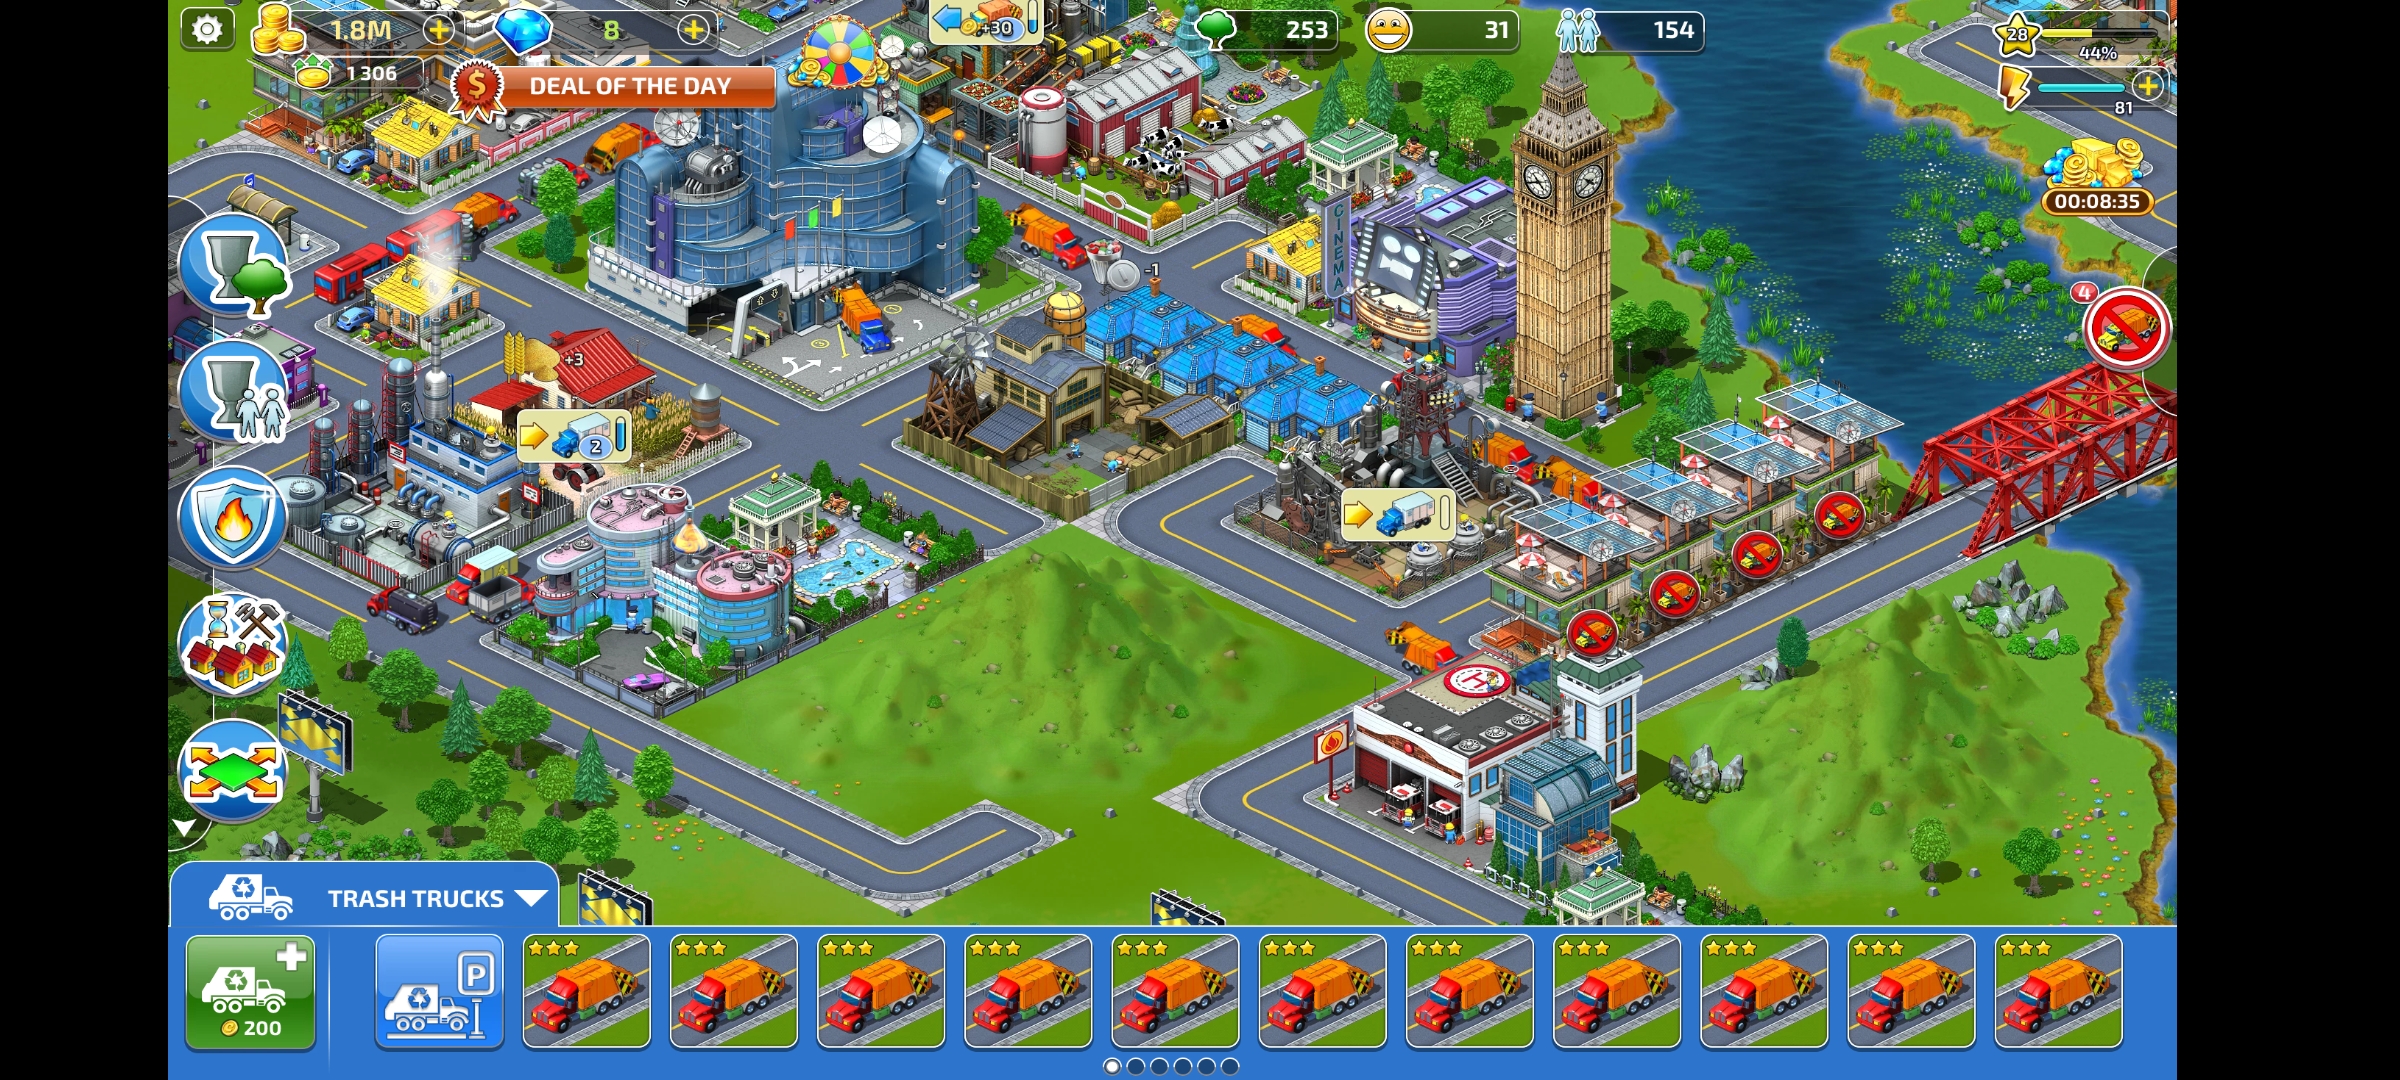 1.8M
8
+30
253
31
154
28
44%
1 306
DEAL OF THE DAY
81
00:08:35
CINEMA
-1
4
+3
2
H
TRASH TRUCKS
P
200